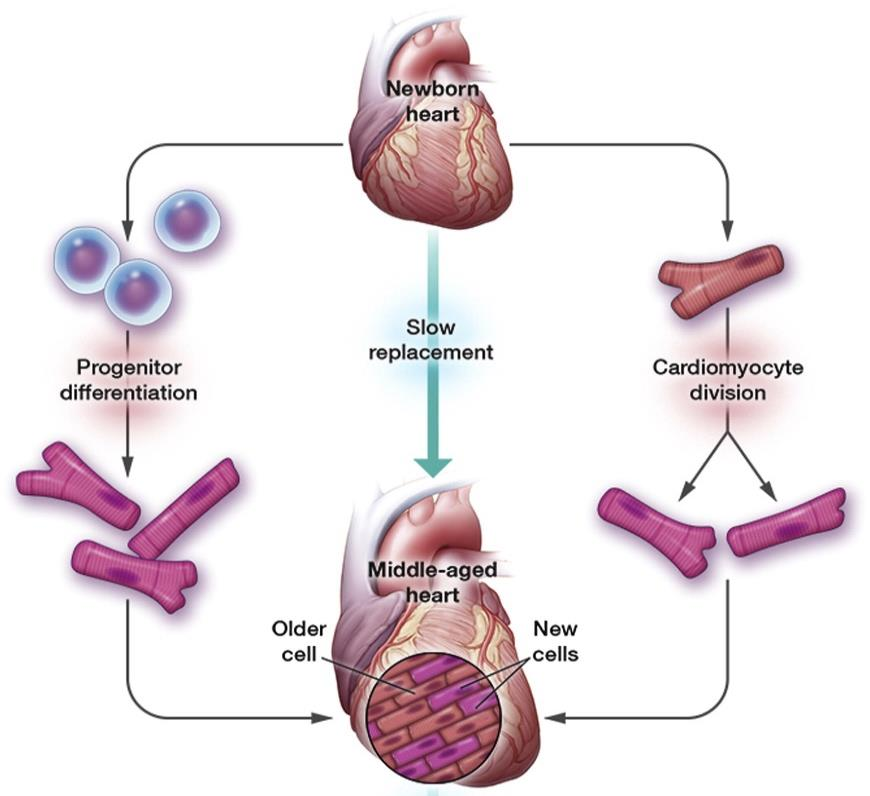 Newborn
heart
Slow
replacement
Progenitor
differentiation
Cardiomyocyte
division
Middle-aged
heart
Older
cell
New
cells